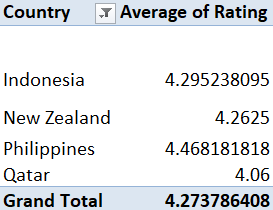 Country Average of Rating
Indonesia 4.295238095
New Zealand 4.2625
Philippines 4.468181818
Qatar 4.06
Grand Total 4.273786408